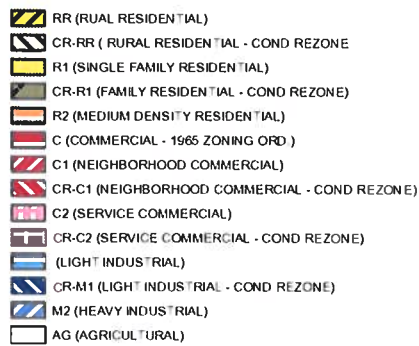 RR (RUAL RESIDENTIAL)
CR-RR ( RURAL RESIDENTIAL - COND REZONE
R1 (SINGLE FAMILY RESIDENTIAL)
CR-R1 (FAMILY RESIDENTIAL - COND REZONE)
R2 (MEDIUM DENSITY RESIDENTIAL)
C (COMMERCIAL - 1965 ZONING ORD )
C1 (NEIGHBORHOOD COMMERCIAL)
CR-C1 (NEIGHBORHOOD COMMERCIAL - COND REZONE)
C2 (SERVICE COMMERCIAL)
CR-C2 (SERVICE COMMERCIAL - COND REZONE)
(LIGHT INDUSTRIAL)
CR-M1 (LIGHT INDUSTRIAL - COND REZONE)
M2 (HEAVY INDUSTRIAL)
AG (AGRICULTURAL)